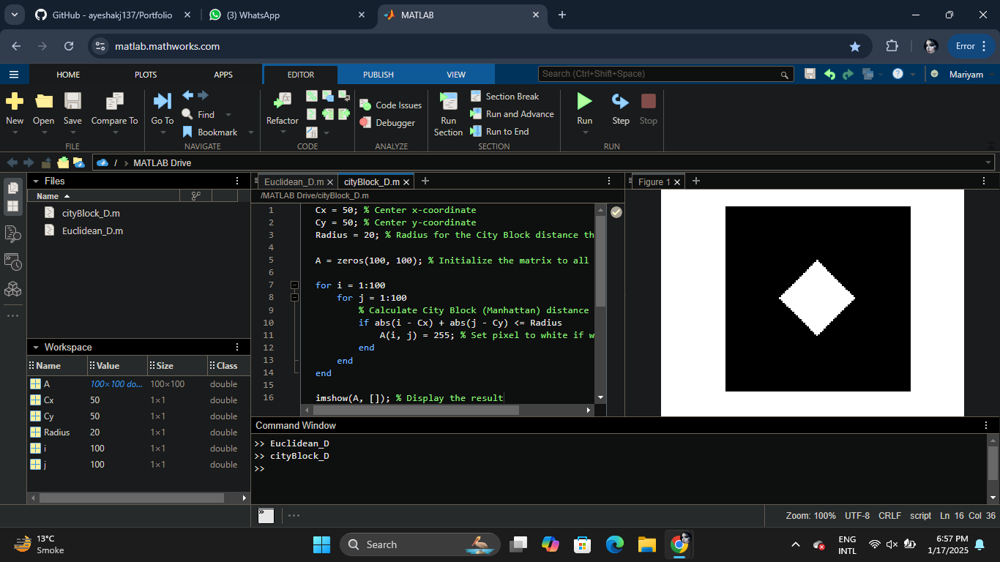 GitHub - ayeshakj137/Portfolio
(3) WhatsApp
MATLAB
matlab.mathworks.com
Error
HOME PLOTS APPS EDITOR PUBLISH VIEW
Search (Ctrl+Shift+Space)
Mariyam
New Open Save Compare To
FILE
Go To
Find
Bookmark
NAVIGATE
Refactor
CODE
Code Issues
Debugger
ANALYZE
Run Section
Section Break
Run and Advance
Run to End
SECTION
Run Step Stop
RUN
/ > MATLAB Drive
Files
Name
cityBlock_D.m
Euclidean_D.m
Workspace
Name Value Size Class
A 100×100 do... 100×100 double
Cx 50 1×1 double
Cy 50 1×1 double
Radius 20 1×1 double
i 100 1×1 double
j 100 1×1 double
Euclidean_D.m cityBlock_D.m
/MATLAB Drive/cityBlock_D.m
1 Cx = 50; % Center x-coordinate
2 Cy = 50; % Center y-coordinate
3 Radius = 20; % Radius for the City Block distance th
4
5 A = zeros(100, 100); % Initialize the matrix to all
6
7 for i = 1:100
8 for j = 1:100
9 % Calculate City Block (Manhattan) distance
10 if abs(i - Cx) + abs(j - Cy) <= Radius
11 A(i, j) = 255; % Set pixel to white if w
12 end
13 end
14 end
15
16 imshow(A, []); % Display the result
Figure 1
Command Window
>> Euclidean_D
>> cityBlock_D
>>
Zoom: 100% UTF-8 CRLF script Ln 16 Col 36
13°C
Smoke
Search
ENG
INTL
6:57 PM
1/17/2025